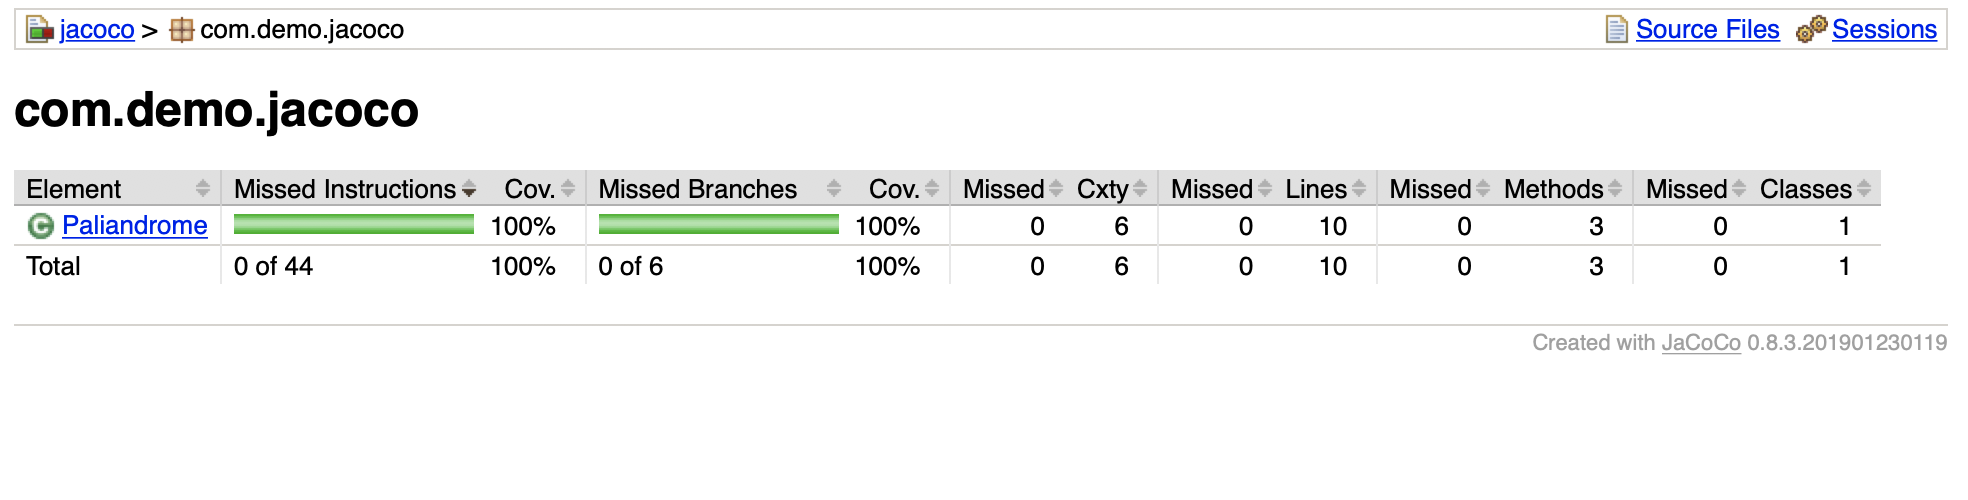 jacoco > com.demo.jacoco Source Files Sessions
com.demo.jacoco
Element Missed Instructions Cov. Missed Branches Cov. Missed Cxty Missed Lines Missed Methods Missed Classes
C Paliandrome 100% 100% 0 6 0 10 0 3 0 1
Total 0 of 44 100% 0 of 6 100% 0 6 0 10 0 3 0 1
Created with JaCoCo 0.8.3.201901230119